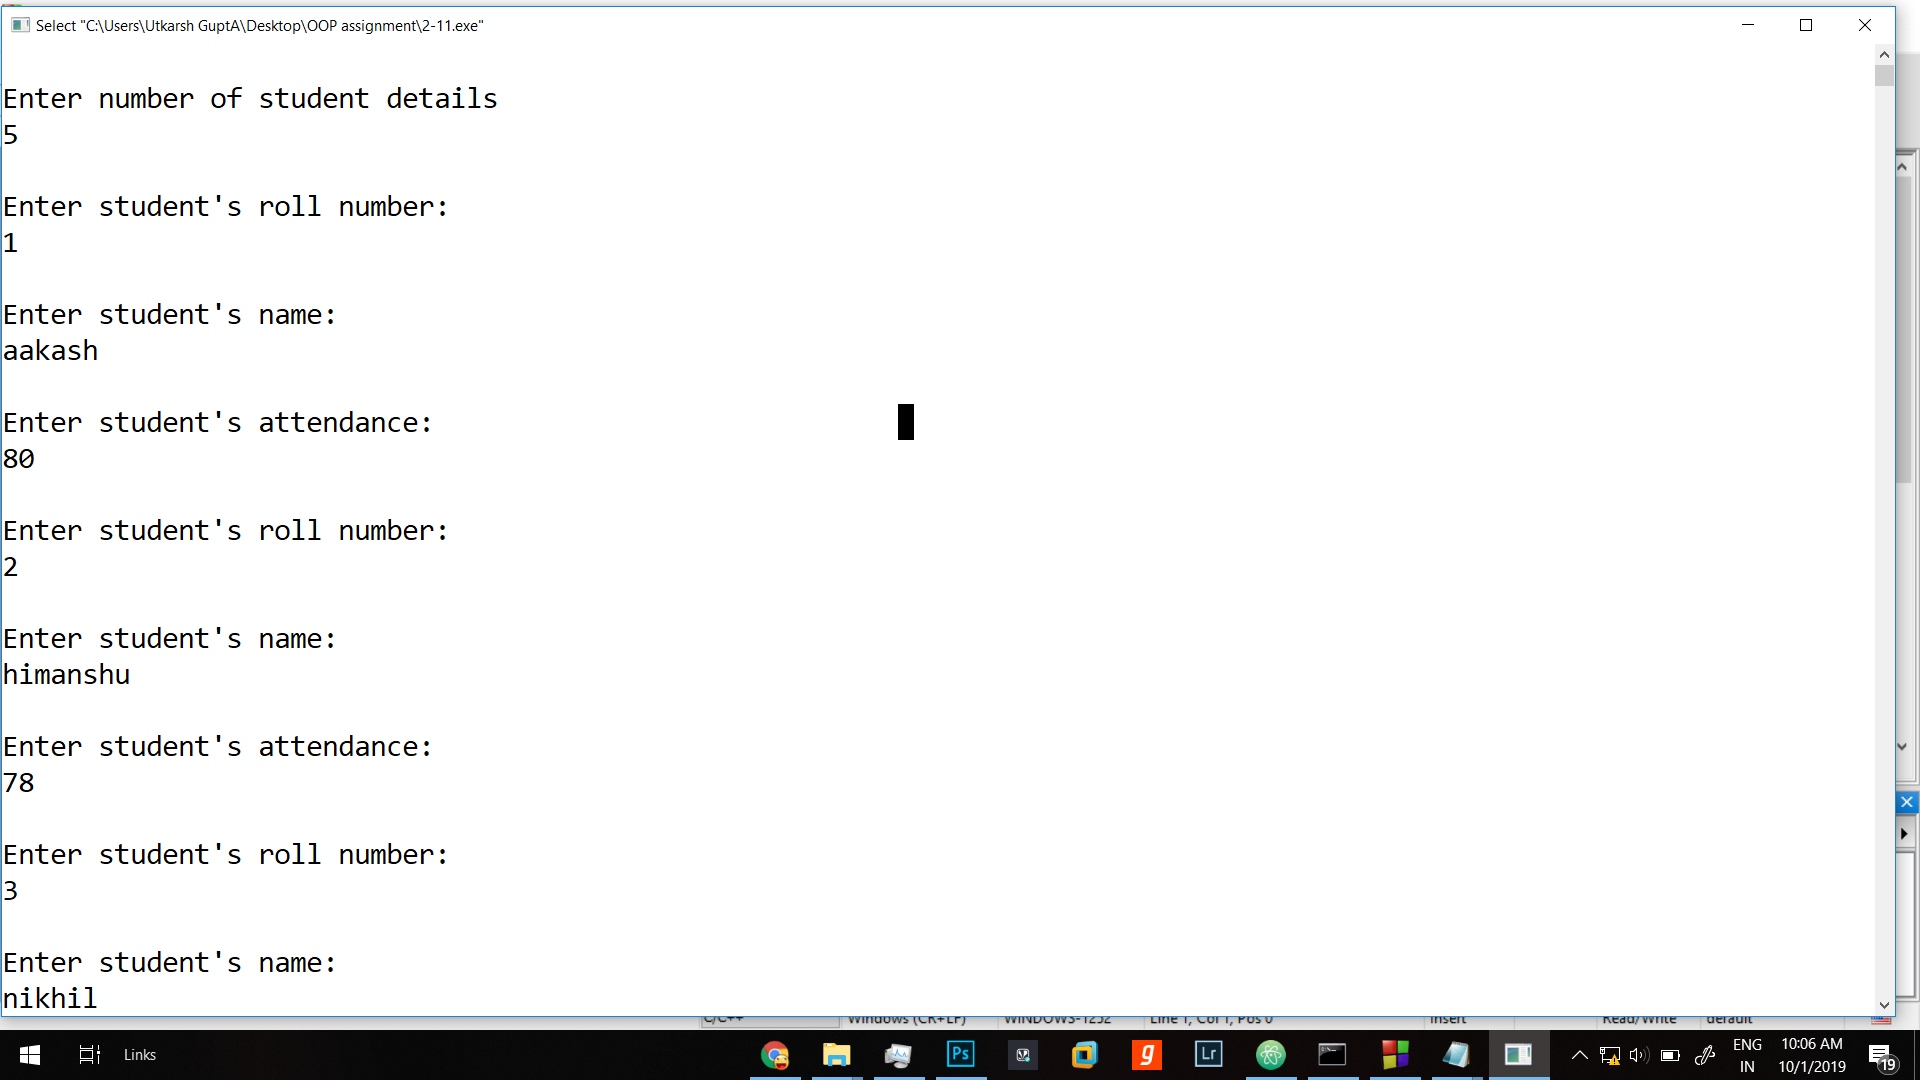 Select "C:\Users\Utkarsh GuptA\Desktop\OOP assignment\2-11.exe"
Enter number of student details
5
Enter student's roll number:
1
Enter student's name:
aakash
Enter student's attendance:
80
Enter student's roll number:
2
Enter student's name:
himanshu
Enter student's attendance:
78
Enter student's roll number:
3
Enter student's name:
nikhil
C/C++ Windows (CR+LF) WINDOWS-1252 Line 1, Col 1, Pos 0 Insert Read/Write default
Links
Ps
g
Lr
ENG
IN
10:06 AM
10/1/2019
19